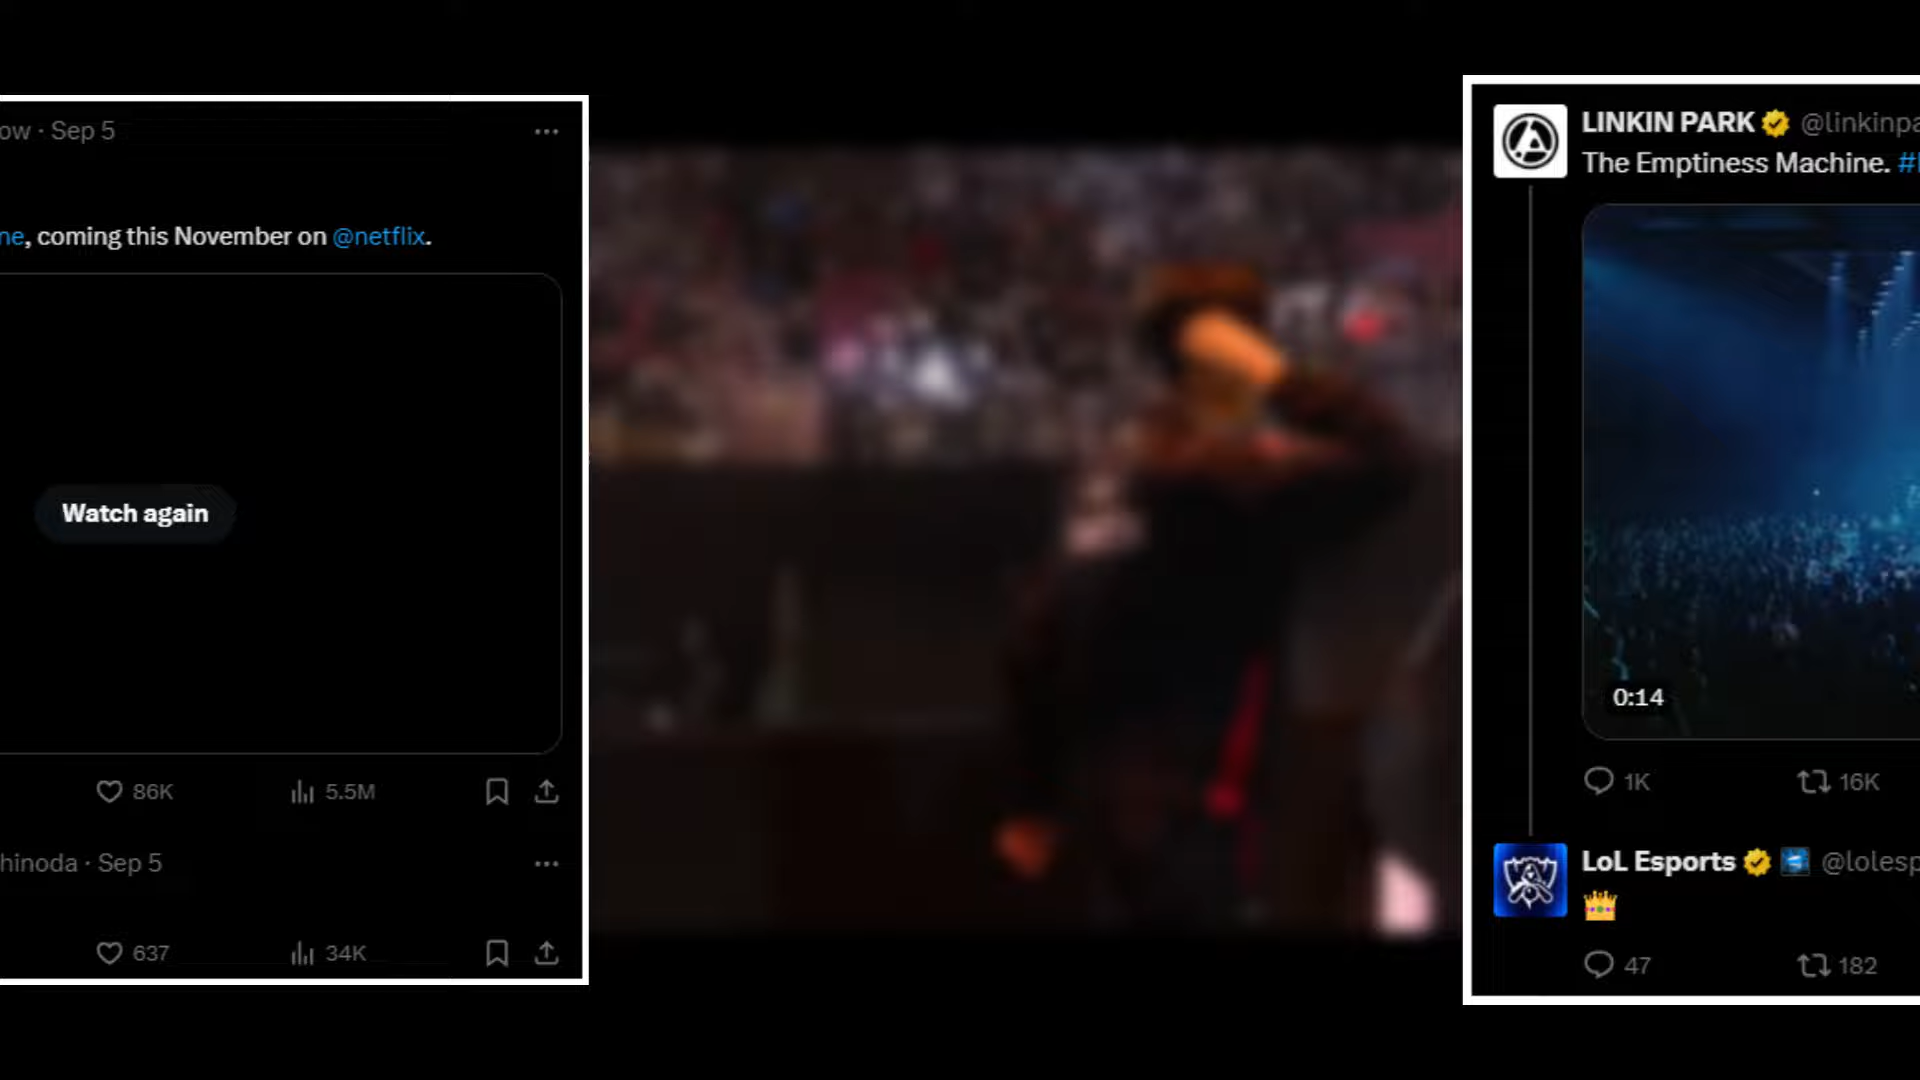 ow · Sep 5
ne, coming this November on @netflix.
Watch again
86K
5.5M
hinoda · Sep 5
637
34K
LINKIN PARK @linkinpa
The Emptiness Machine. #
0:14
1K
16K
LoL Esports @lolesp
47
182